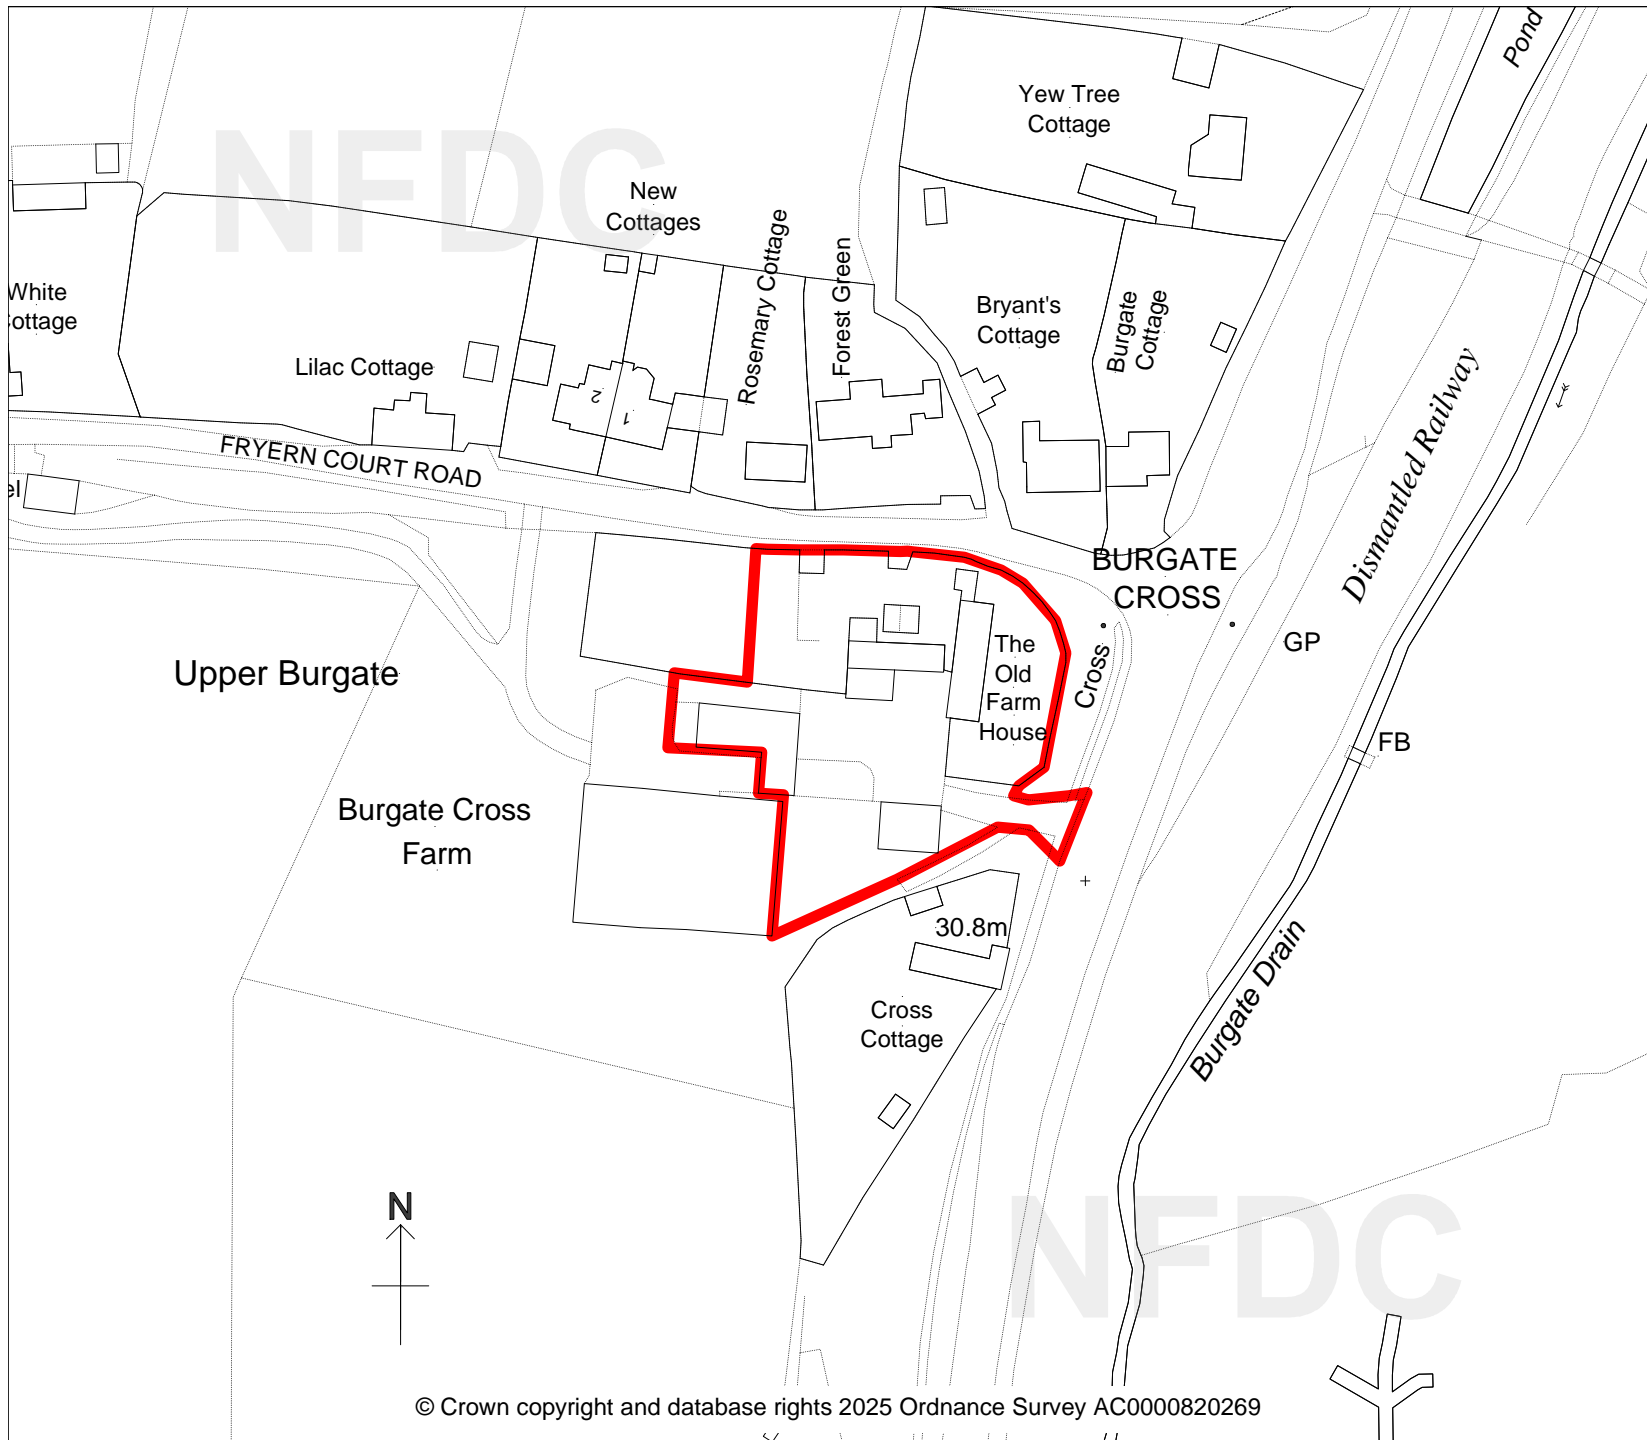 Pond
Yew Tree
Cottage
NFDC
New
Cottages
Rosemary Cottage
Forest Green
White
Cottage
Bryant's
Cottage
Burgate
Cottage
Lilac Cottage
2
1
Dismantled Railway
FRYERN COURT ROAD
el
BURGATE
CROSS
GP
The
Old
Farm
House
Cross
Upper Burgate
FB
Burgate Cross
Farm
30.8m
Cross
Cottage
Burgate Drain
N
NFDC
© Crown copyright and database rights 2025 Ordnance Survey AC0000820269